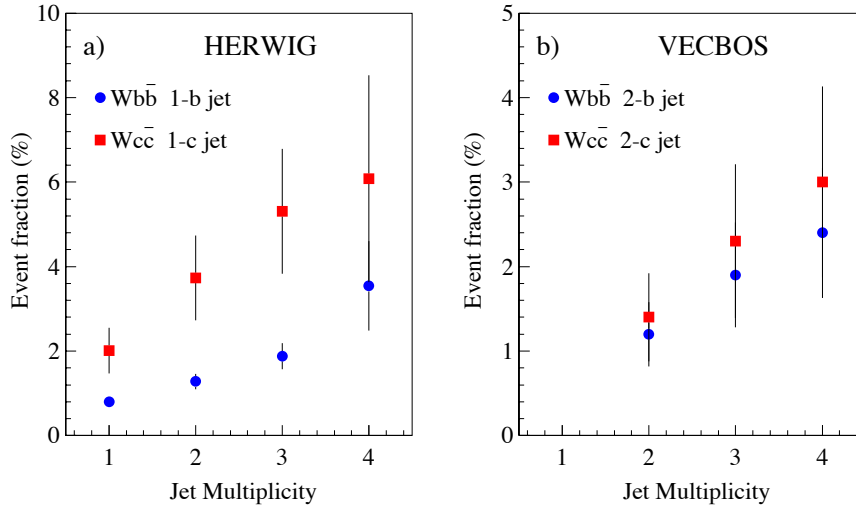 a) HERWIG
Wbb̄ 1-b jet
Wcc̄ 1-c jet
Event fraction (%)
10
8
6
4
2
0
1 2 3 4
Jet Multiplicity
b) VECBOS
Wbb̄ 2-b jet
Wcc̄ 2-c jet
Event fraction (%)
5
4
3
2
1
0
1 2 3 4
Jet Multiplicity